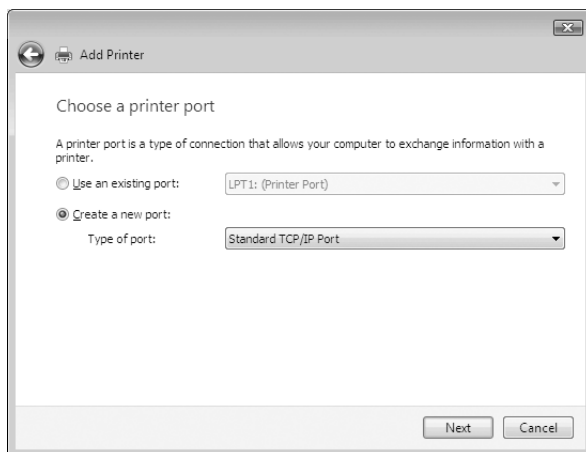 Add Printer
Choose a printer port
A printer port is a type of connection that allows your computer to exchange information with a
printer.
Use an existing port: LPT1: (Printer Port)
Create a new port:
Type of port: Standard TCP/IP Port
Next Cancel